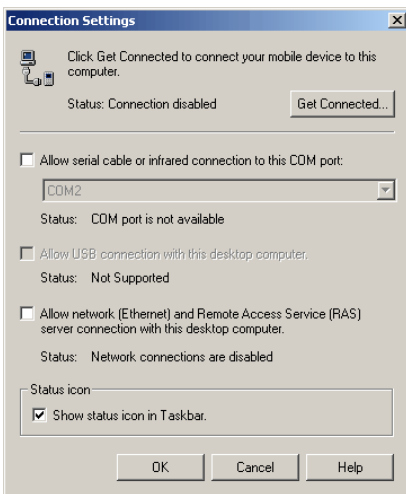 Connection Settings
Click Get Connected to connect your mobile device to this
computer.
Status: Connection disabled
Get Connected...
Allow serial cable or infrared connection to this COM port:
COM2
Status: COM port is not available
Allow USB connection with this desktop computer.
Status: Not Supported
Allow network (Ethernet) and Remote Access Service (RAS)
server connection with this desktop computer.
Status: Network connections are disabled
Status icon
Show status icon in Taskbar.
OK Cancel Help